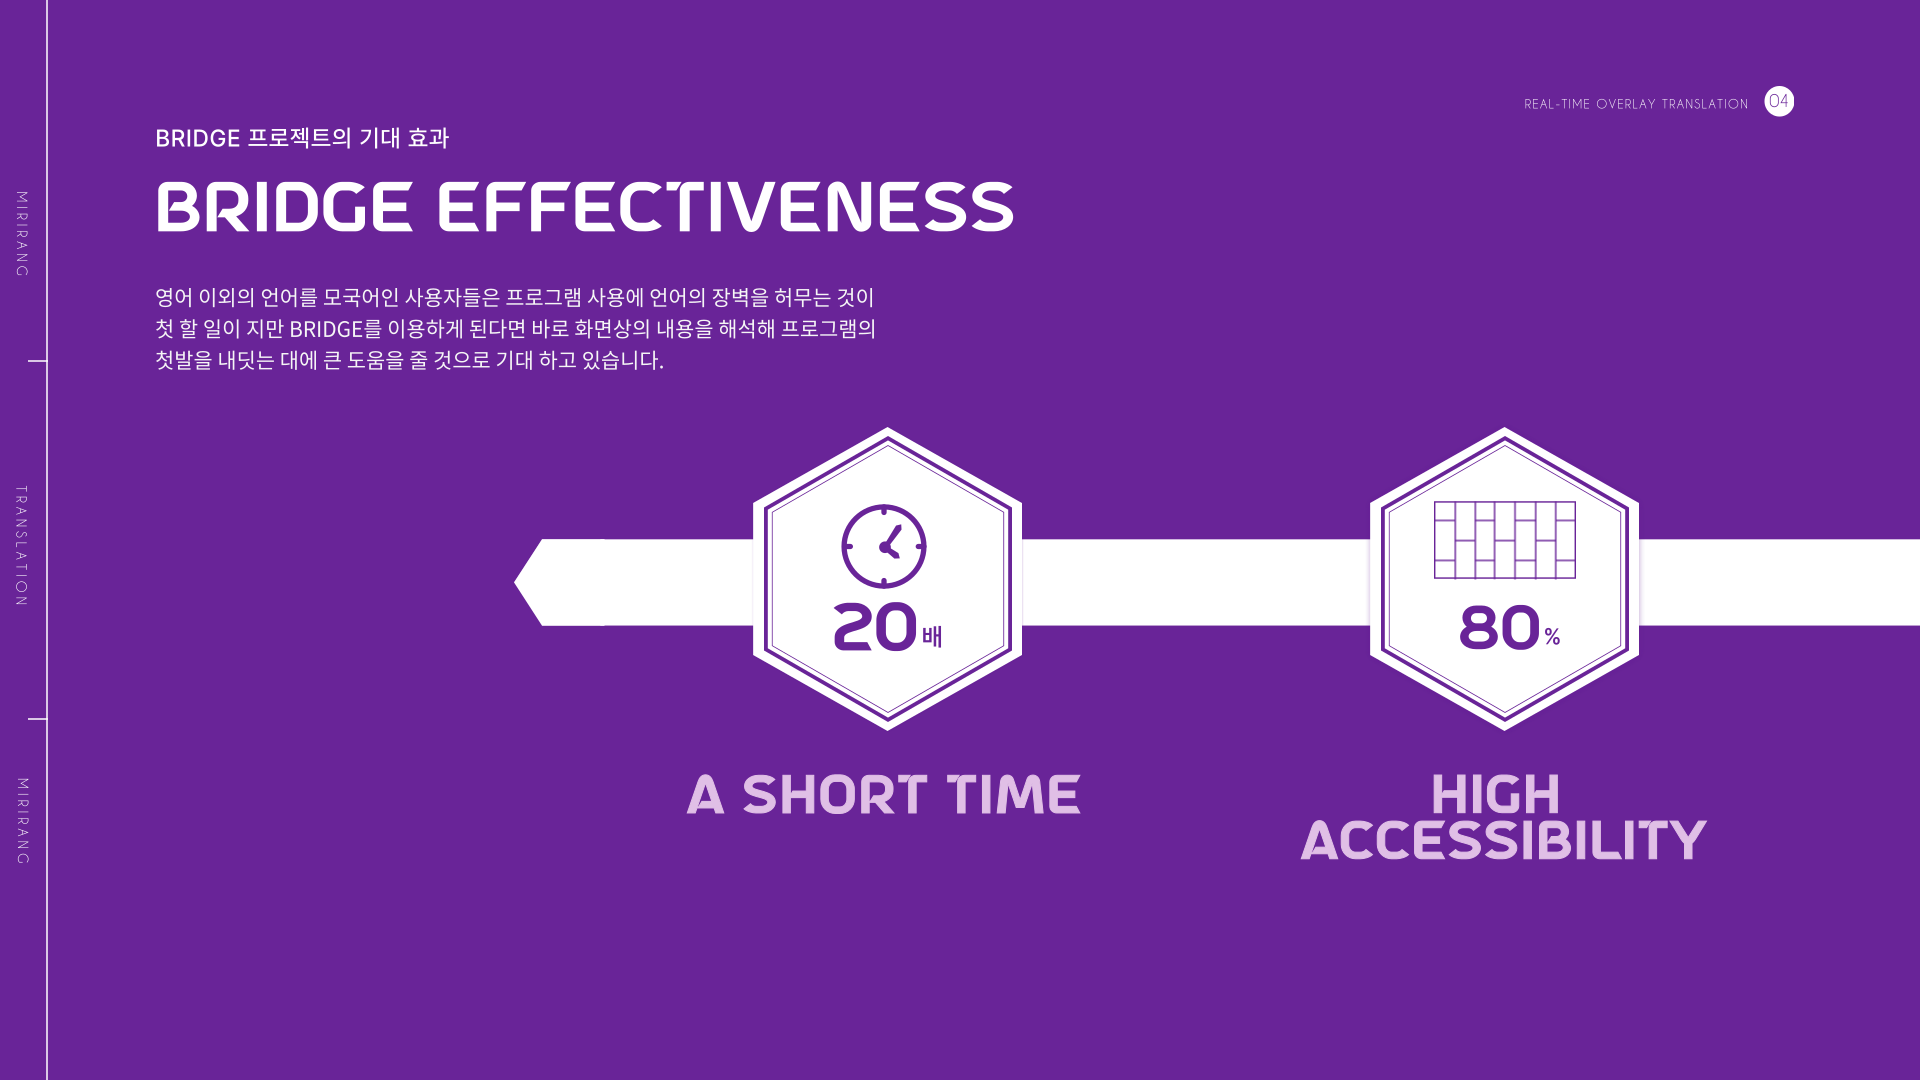 REAL-TIME OVERLAY TRANSLATION 04
BRIDGE 프로젝트의 기대 효과
BRIDGE EFFECTIVENESS
영어 이외의 언어를 모국어인 사용자들은 프로그램 사용에 언어의 장벽을 허무는 것이
첫 할 일이 지만 BRIDGE를 이용하게 된다면 바로 화면상의 내용을 해석해 프로그램의
첫발을 내딧는 대에 큰 도움을 줄 것으로 기대 하고 있습니다.
MIRIRANG
TRANSLATION
MIRIRANG
20배
80%
A SHORT TIME
HIGH
ACCESSIBILITY